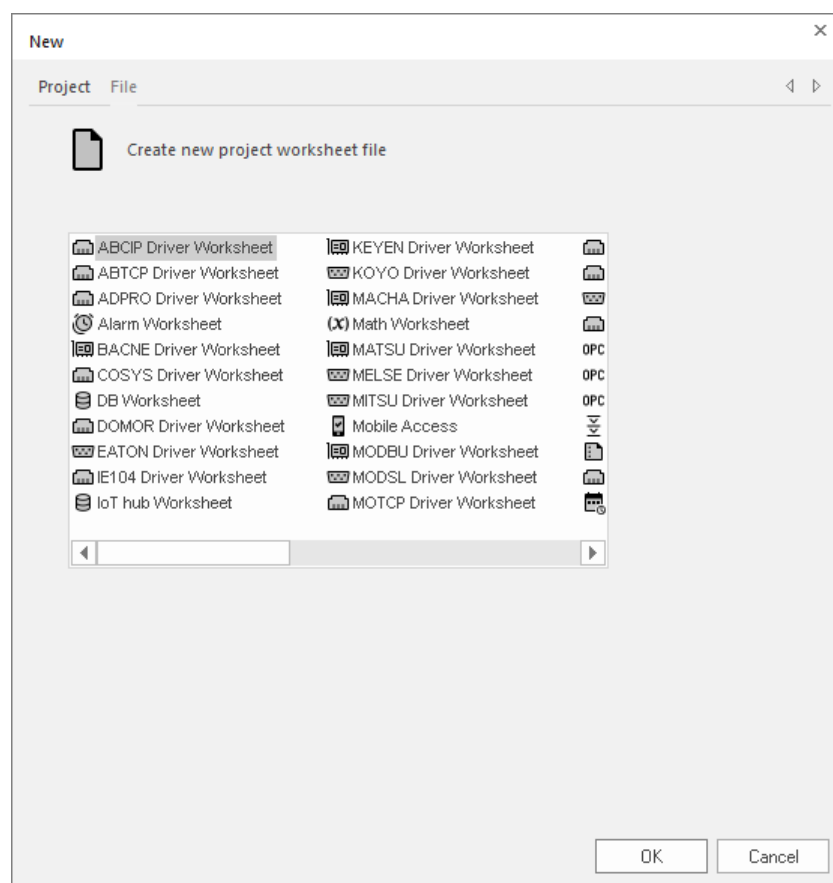 New
Project File
Create new project worksheet file
ABCIP Driver Worksheet
ABTCP Driver Worksheet
ADPRO Driver Worksheet
Alarm Worksheet
BACNE Driver Worksheet
COSYS Driver Worksheet
DB Worksheet
DOMOR Driver Worksheet
EATON Driver Worksheet
IE104 Driver Worksheet
IoT hub Worksheet
KEYEN Driver Worksheet
KOYO Driver Worksheet
MACHA Driver Worksheet
(x) Math Worksheet
MATSU Driver Worksheet
MELSE Driver Worksheet
MITSU Driver Worksheet
Mobile Access
MODBU Driver Worksheet
MODSL Driver Worksheet
MOTCP Driver Worksheet
OPC
OPC
OPC
OK Cancel